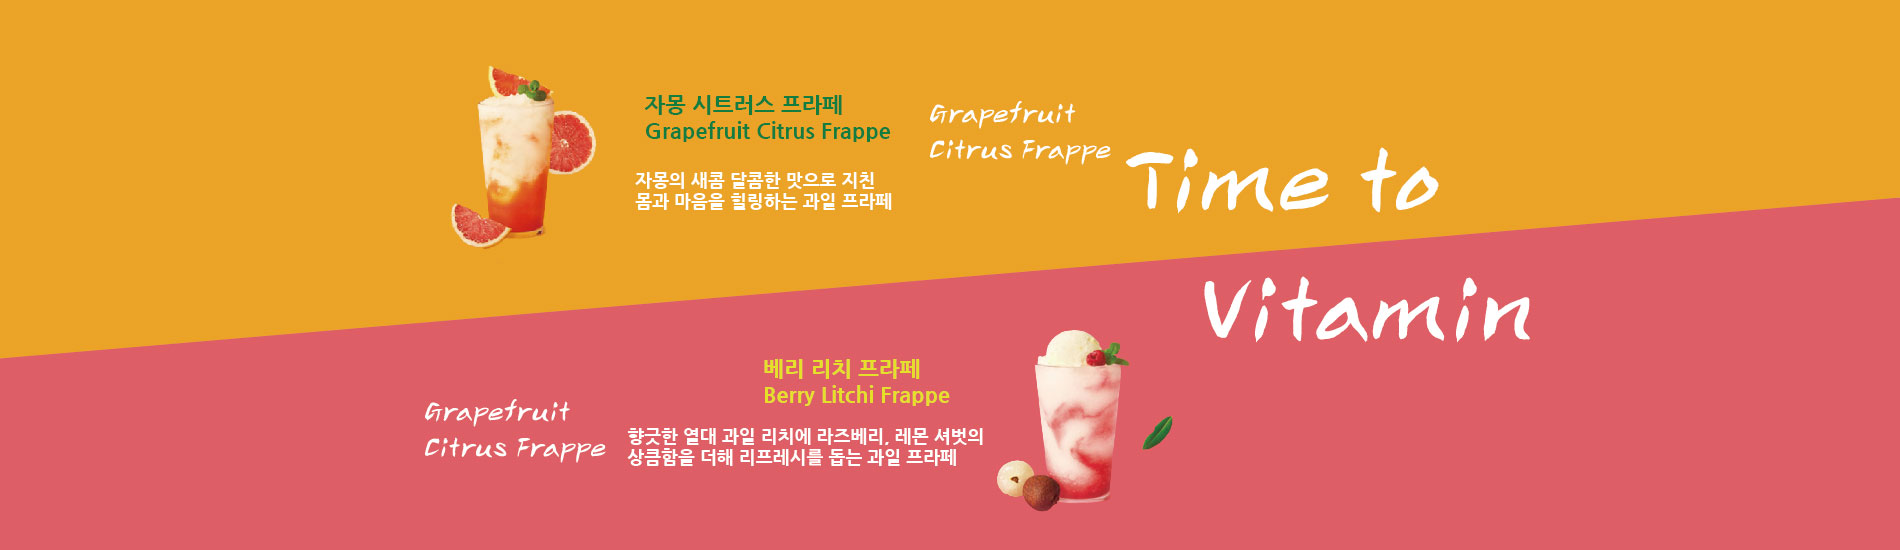 자몽 시트러스 프라페
Grapefruit Citrus Frappe
자몽의 새콤 달콤한 맛으로 지친
몸과 마음을 힐링하는 과일 프라페
Grapefruit
Citrus Frappe
Time to
Vitamin
베리 리치 프라페
Berry Litchi Frappe
Grapefruit
Citrus Frappe
향긋한 열대 과일 리치에 라즈베리, 레몬 셔벗의
상큼함을 더해 리프레시를 돕는 과일 프라페